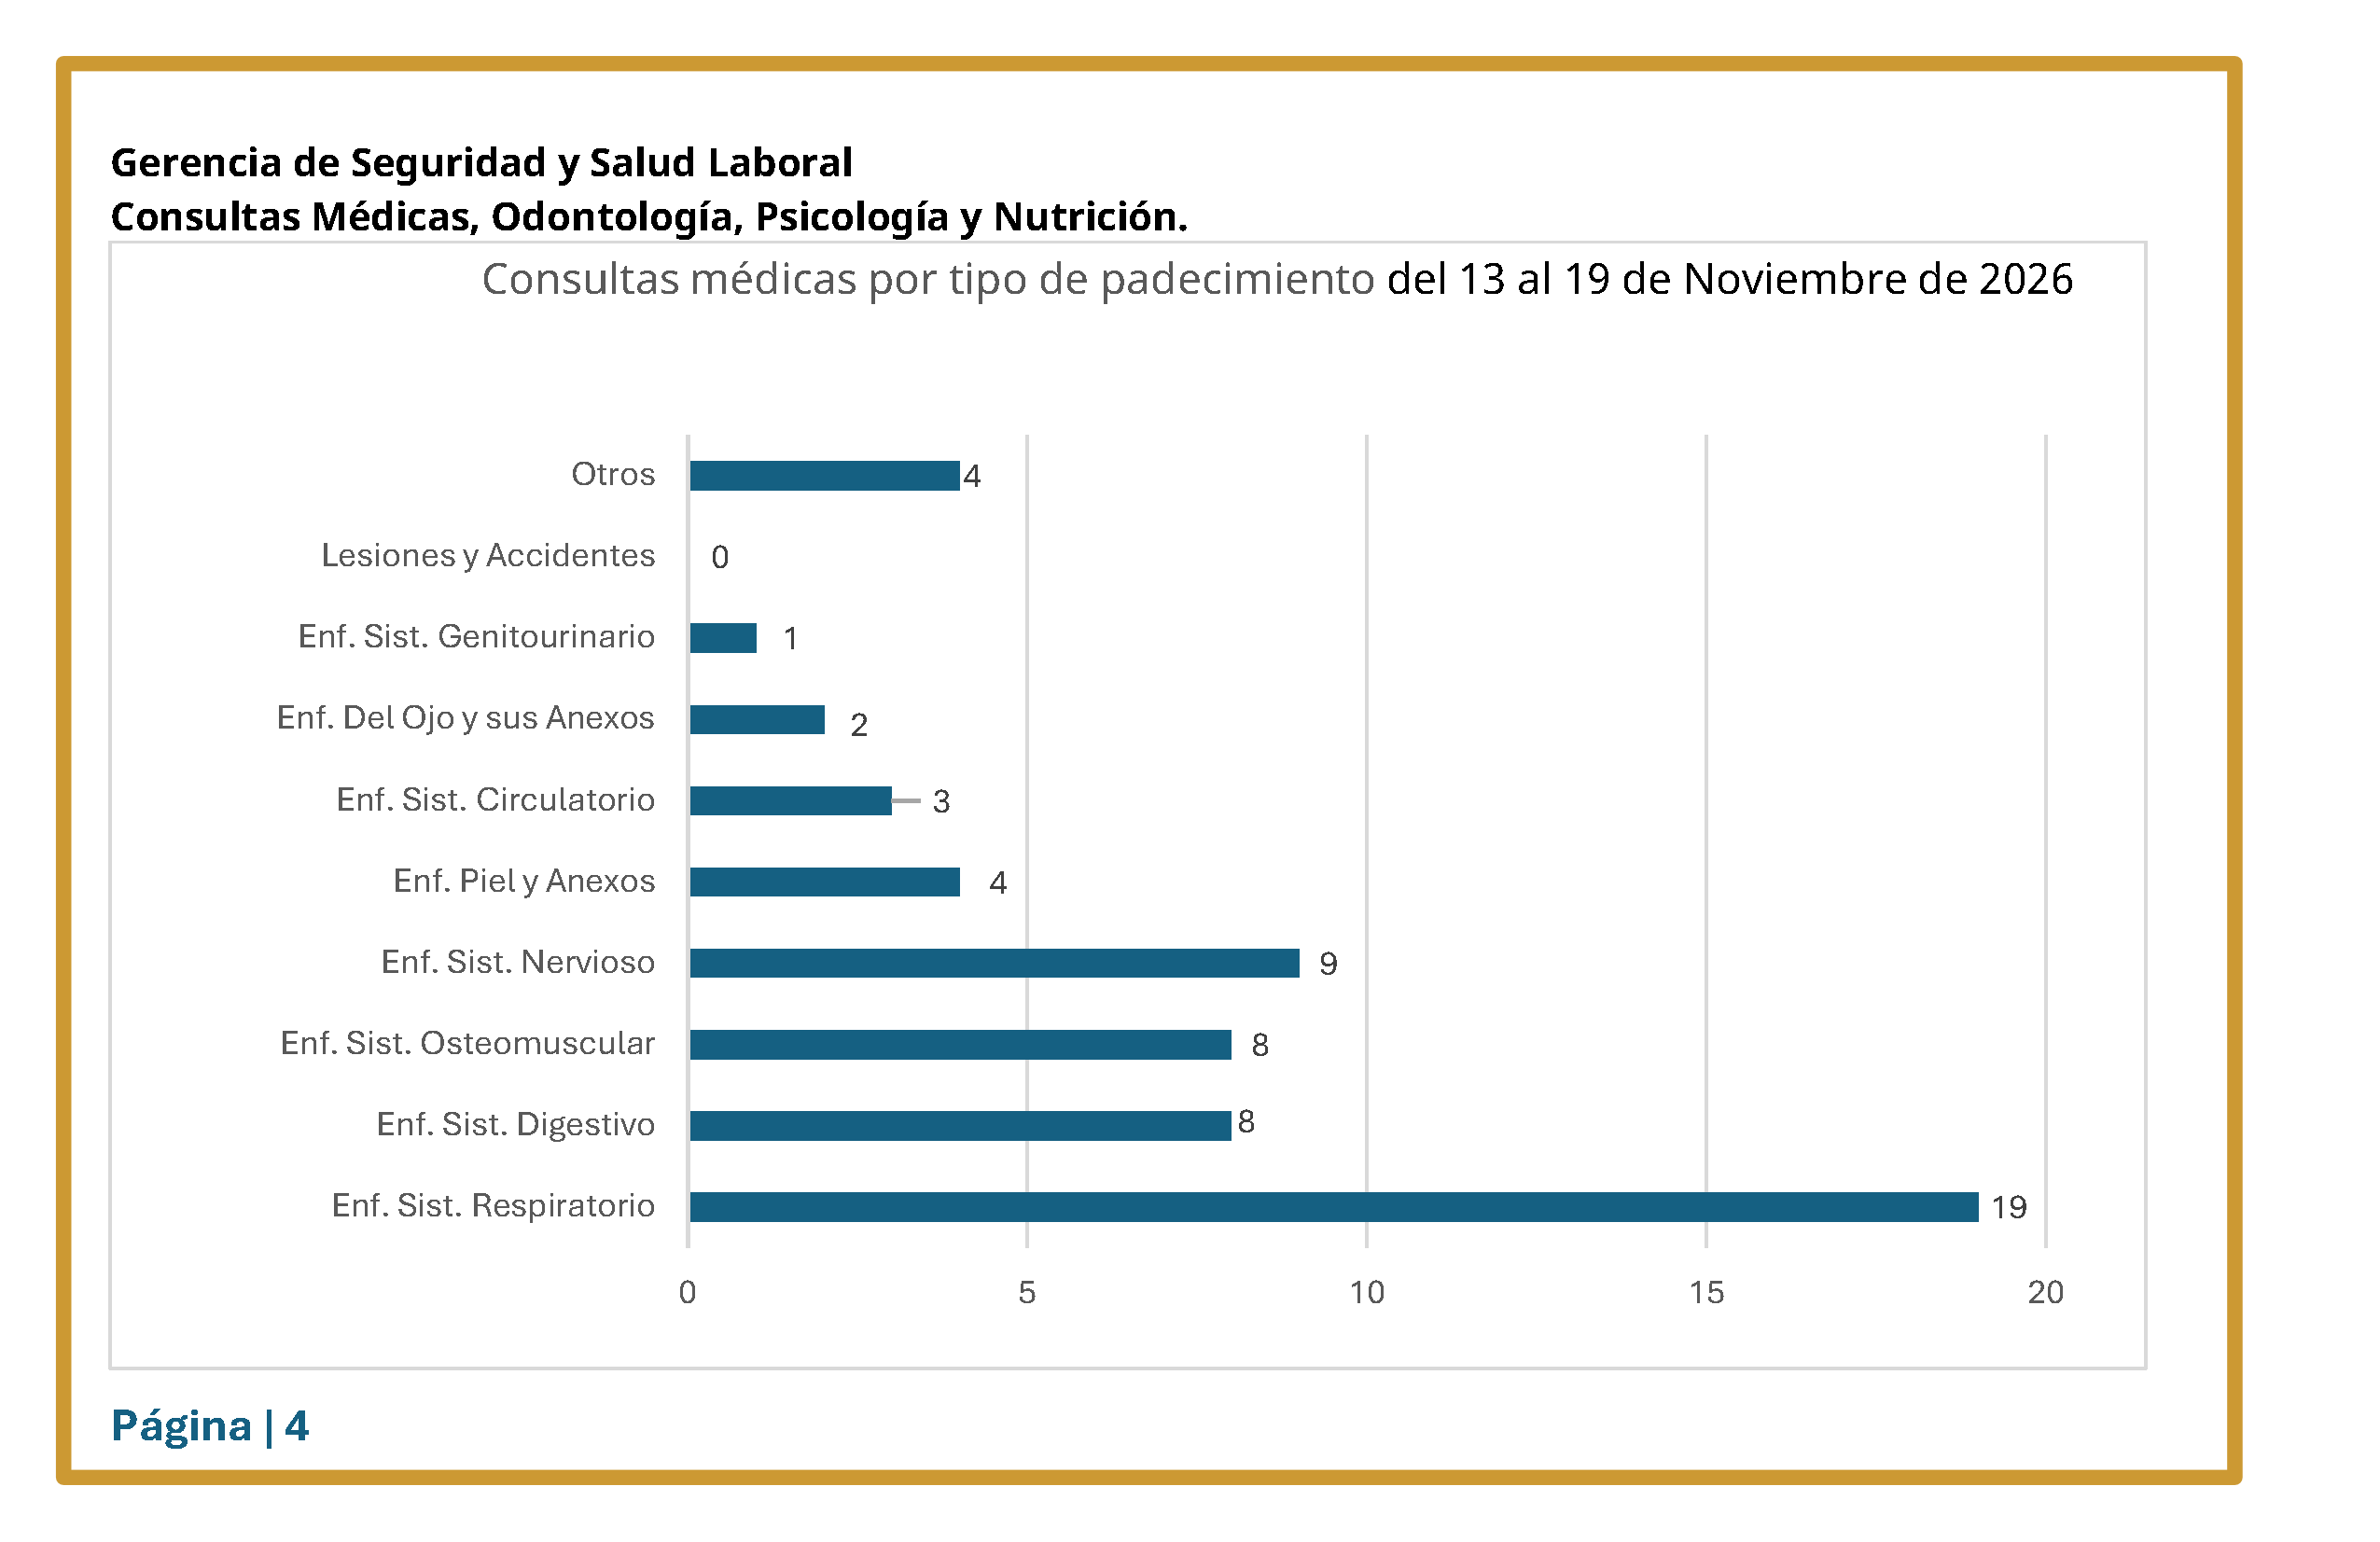 Gerencia de Seguridad y Salud Laboral
Consultas Médicas, Odontología, Psicología y Nutrición.
Consultas médicas por tipo de padecimiento del 13 al 19 de Noviembre de 2026
Otros 4
Lesiones y Accidentes 0
Enf. Sist. Genitourinario 1
Enf. Del Ojo y sus Anexos 2
Enf. Sist. Circulatorio 3
Enf. Piel y Anexos 4
Enf. Sist. Nervioso 9
Enf. Sist. Osteomuscular 8
Enf. Sist. Digestivo 8
Enf. Sist. Respiratorio 19
0 5 10 15 20
Página | 4